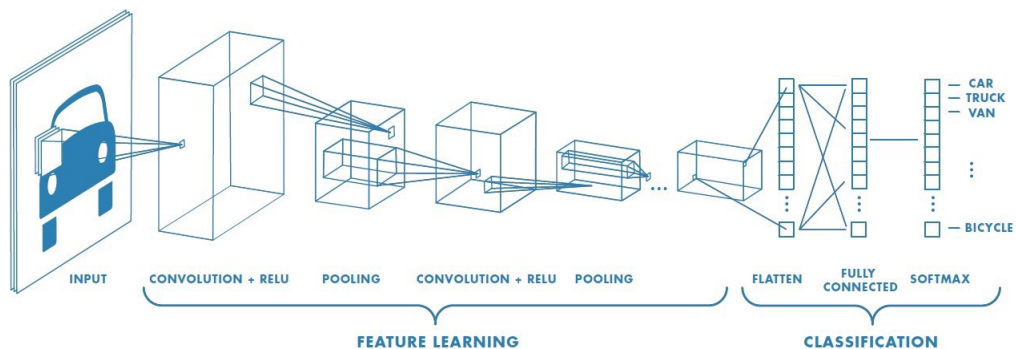 CAR
TRUCK
VAN
BICYCLE
INPUT
CONVOLUTION + RELU
POOLING
CONVOLUTION + RELU
POOLING
FLATTEN
FULLY
CONNECTED
SOFTMAX
FEATURE LEARNING
CLASSIFICATION